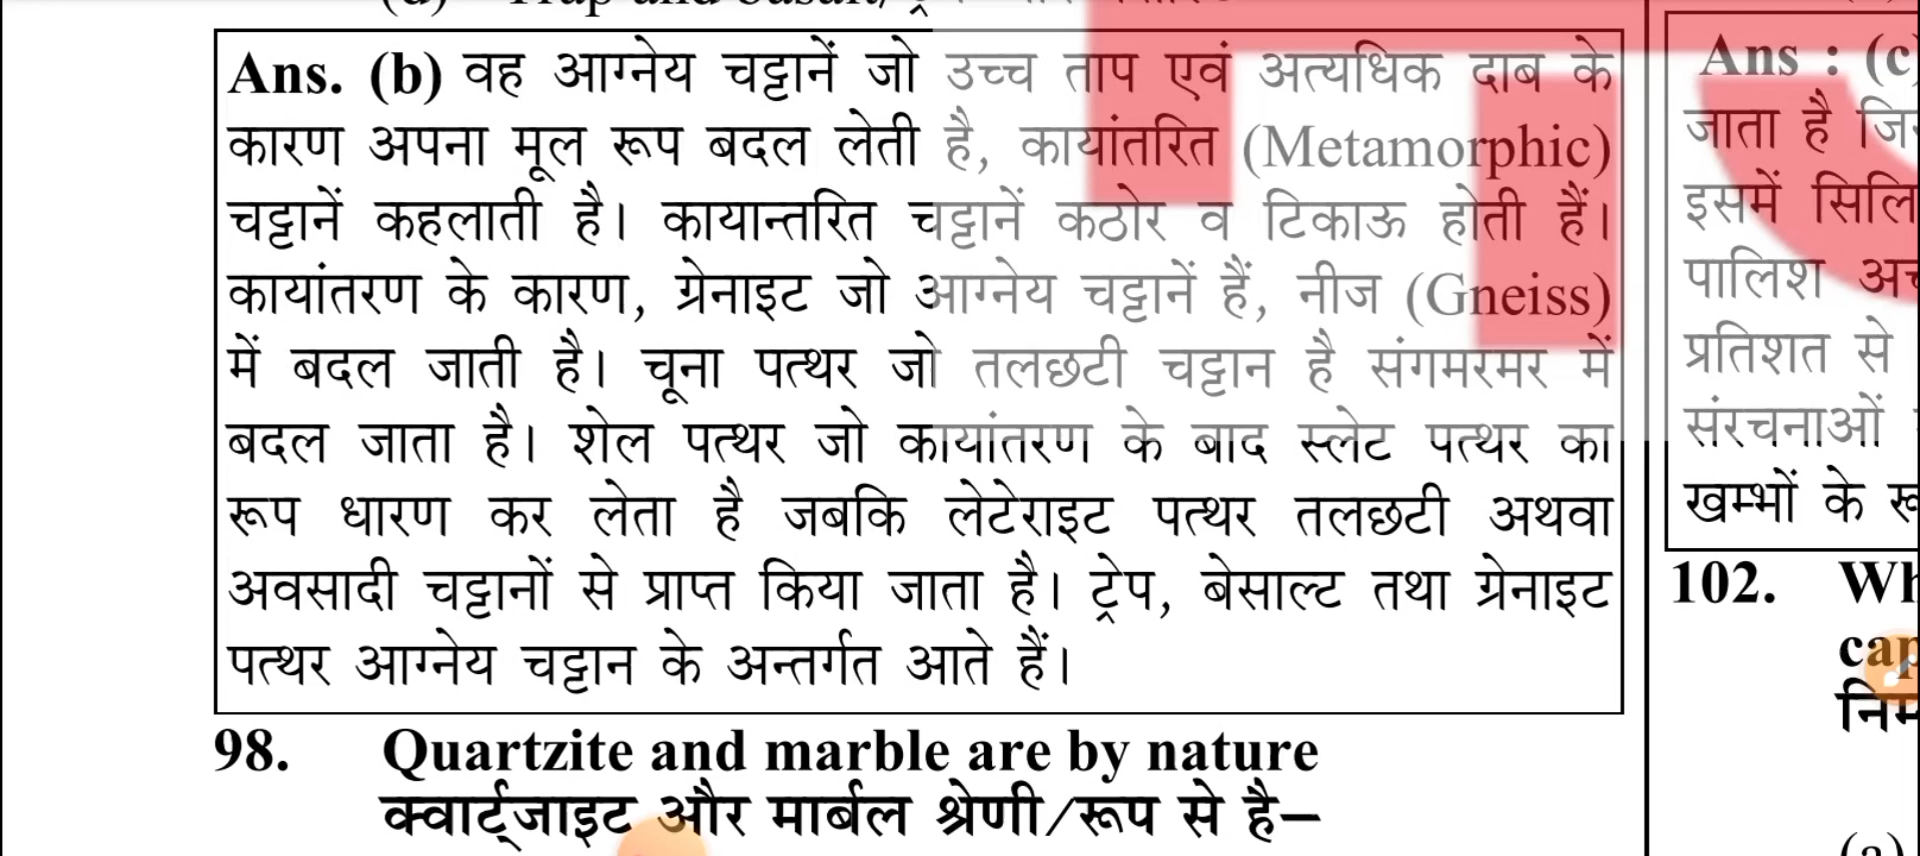 (d) Trap and basalt/
Ans. (b) वह आग्नेय चट्टानें जो उच्च ताप एवं अत्यधिक दाब के
कारण अपना मूल रूप बदल लेती है, कायांतरित (Metamorphic)
चट्टानें कहलाती है। कायान्तरित चट्टानें कठोर व टिकाऊ होती हैं।
कायांतरण के कारण, ग्रेनाइट जो आग्नेय चट्टानें हैं, नीज (Gneiss)
में बदल जाती है। चूना पत्थर जो तलछटी चट्टान है संगमरमर में
बदल जाता है। शेल पत्थर जो कायांतरण के बाद स्लेट पत्थर का
रूप धारण कर लेता है जबकि लेटेराइट पत्थर तलछटी अथवा
अवसादी चट्टानों से प्राप्त किया जाता है। ट्रेप, बेसाल्ट तथा ग्रेनाइट
पत्थर आग्नेय चट्टान के अन्तर्गत आते हैं।
98. Quartzite and marble are by nature
क्वार्ट्जाइट और मार्बल श्रेणी/रूप से है–
Ans : (c)
जाता है
इसमें
पालिश
प्रतिशत से
संरचनाओं
खम्भों के
102.
(a)